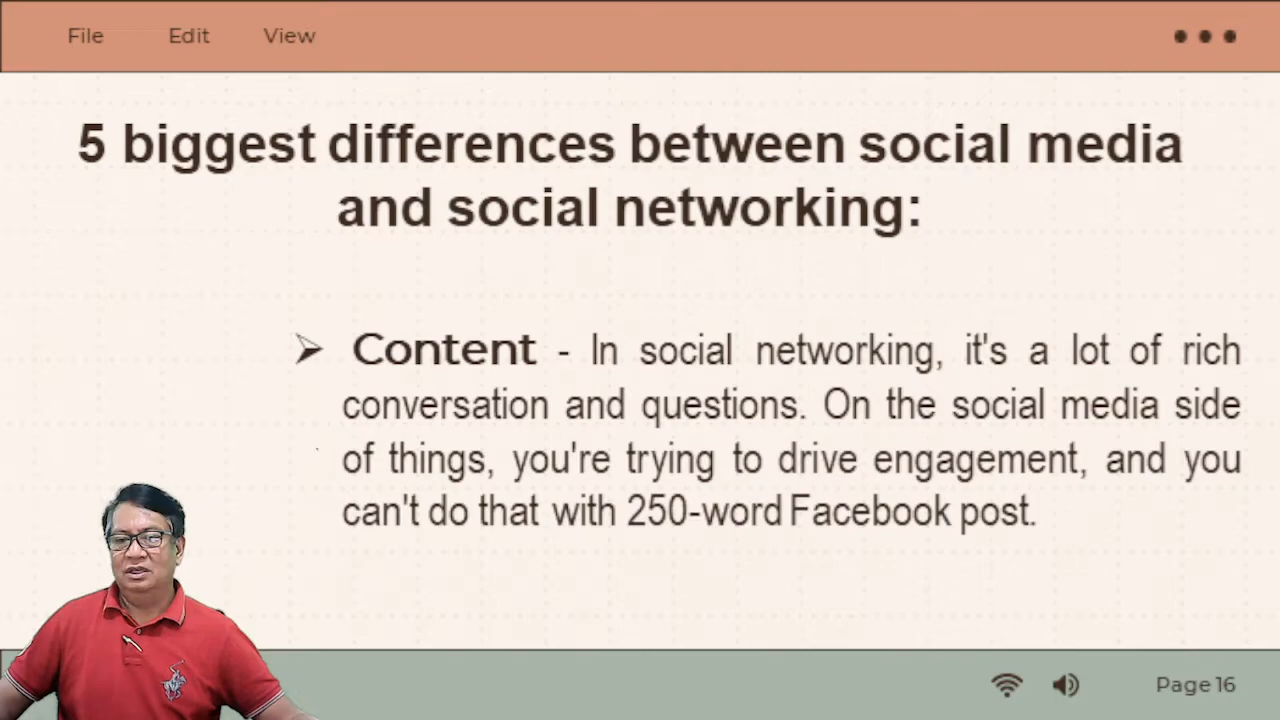 File Edit View
5 biggest differences between social media
and social networking:
➢ Content - In social networking, it's a lot of rich
conversation and questions. On the social media side
of things, you're trying to drive engagement, and you
can't do that with 250-word Facebook post.
Page 16